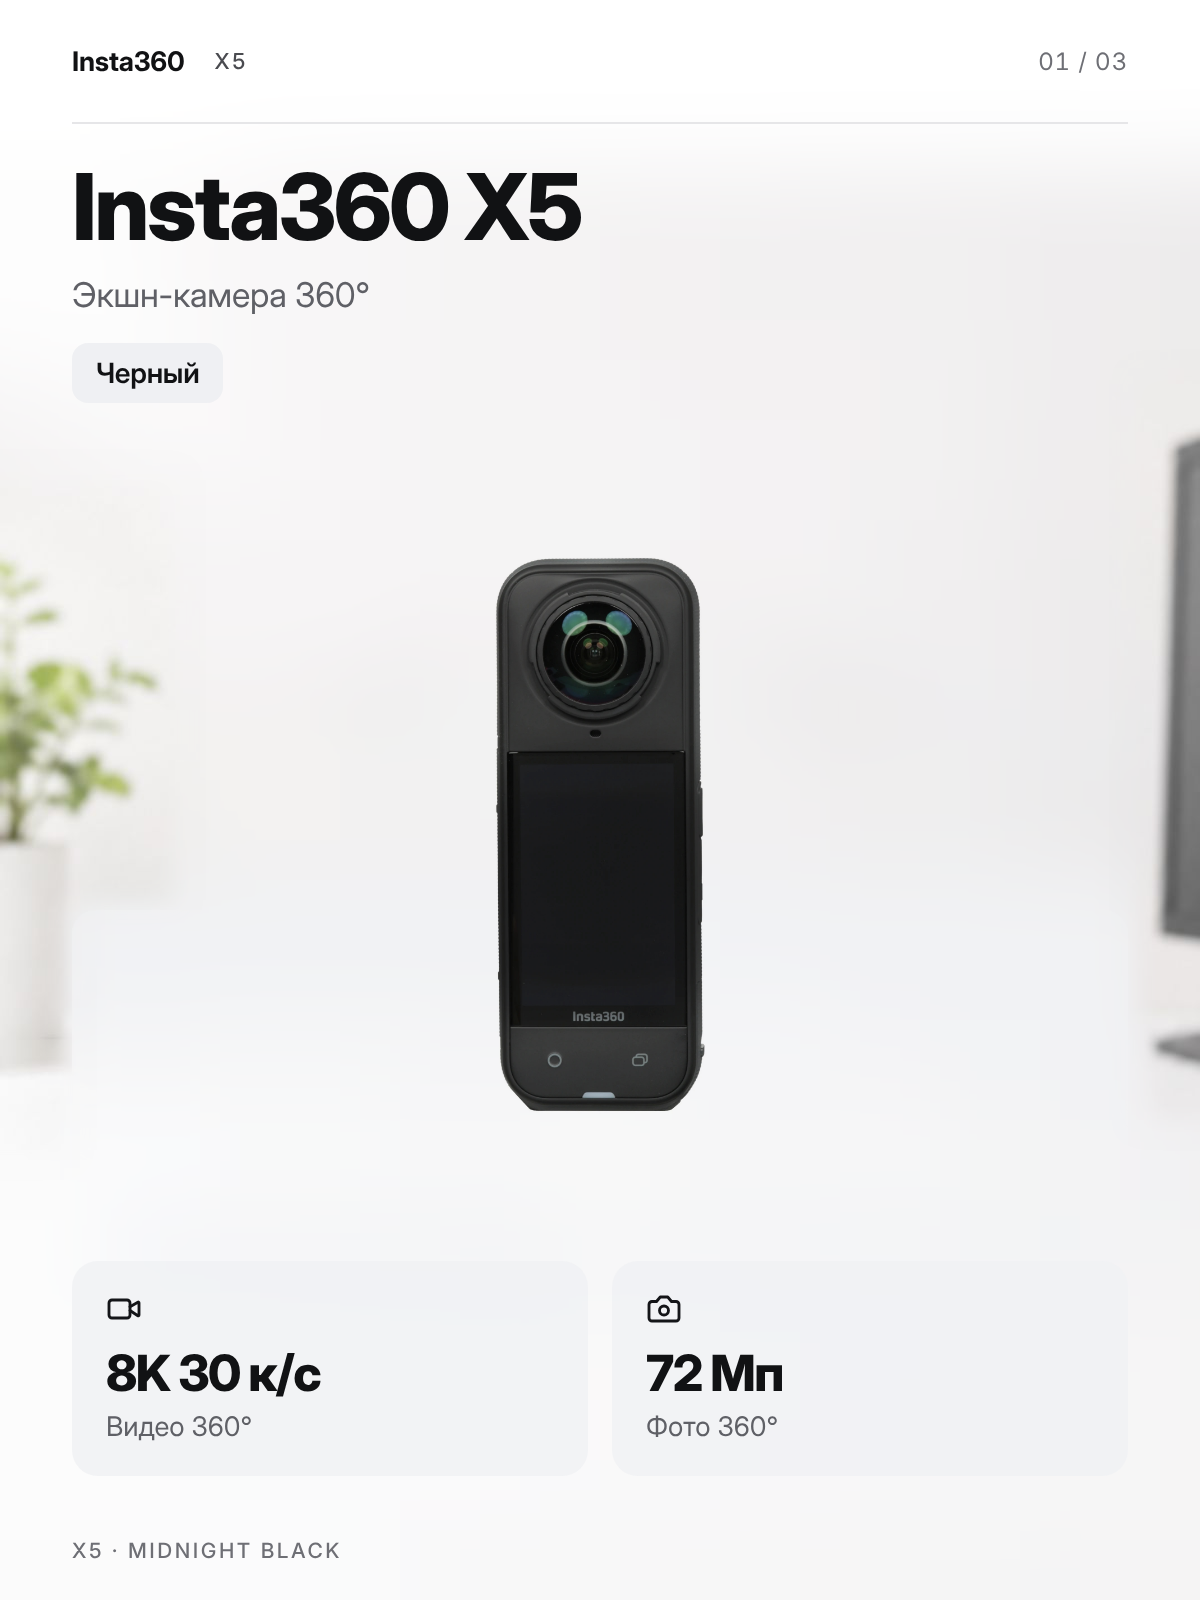 Insta360 X5 01 / 03
Insta360 X5
Экшн-камера 360°
Черный
Insta360
8K 30 к/с
Видео 360°
72 Мп
Фото 360°
X5 · MIDNIGHT BLACK